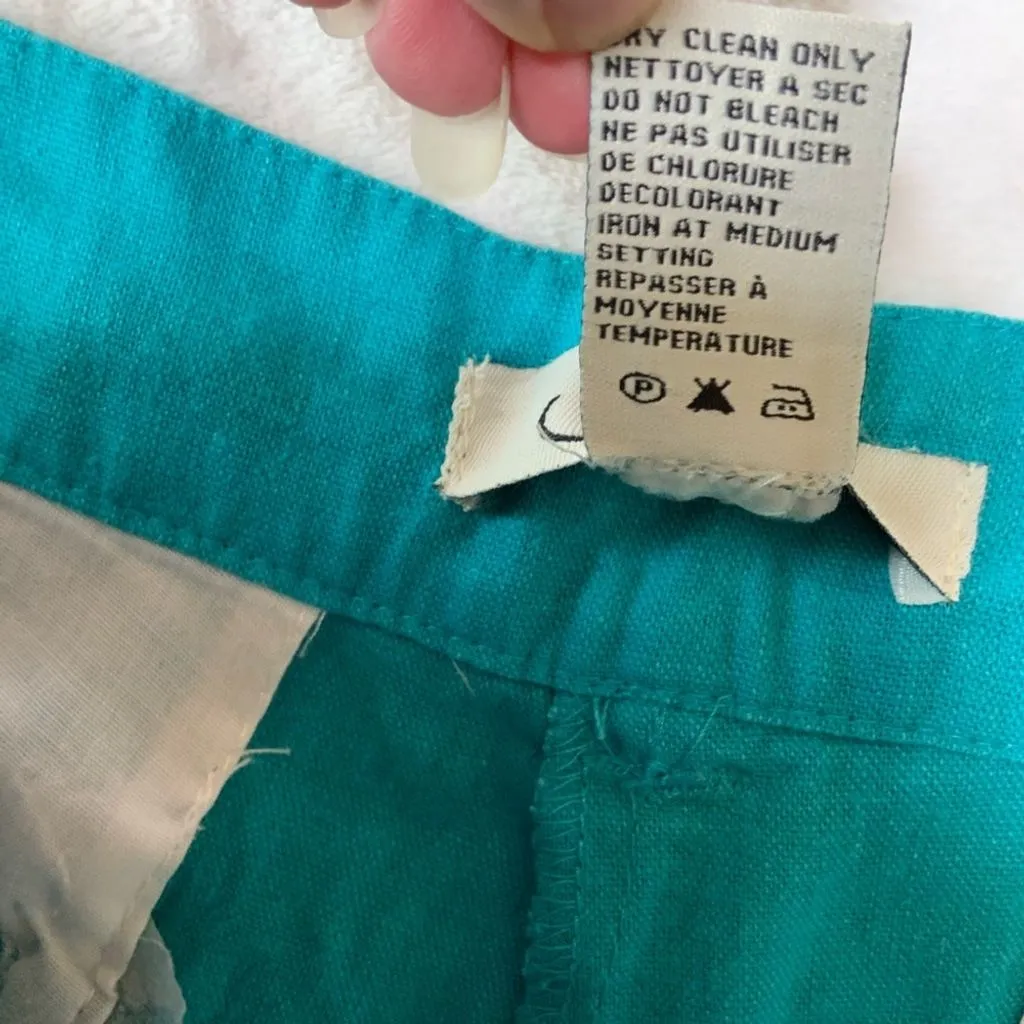 DRY CLEAN ONLY
NETTOYER A SEC
DO NOT BLEACH
NE PAS UTILISER
DE CHLORURE
DECOLORANT
IRON AT MEDIUM
SETTING
REPASSER À
MOYENNE
TEMPERATURE
P